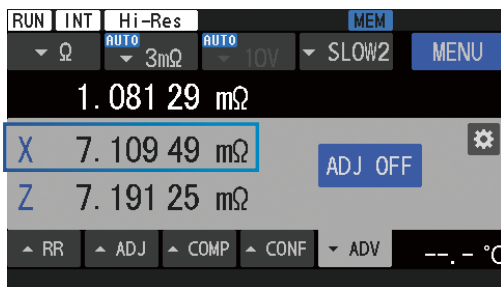 RUN INT Hi-Res MEM
Ω AUTO 3mΩ AUTO 10V SLOW2 MENU
1.081 29 mΩ
X 7.109 49 mΩ
ADJ OFF
Z 7.191 25 mΩ
RR ADJ COMP CONF ADV --.- °C